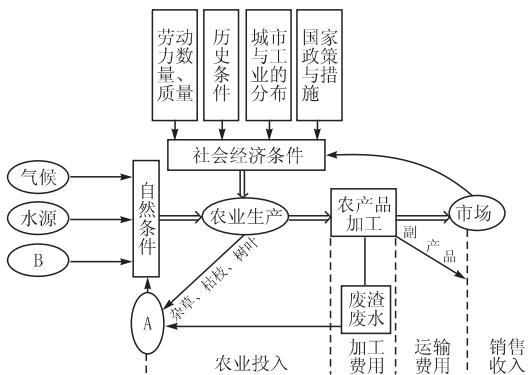 劳动
力数
量、
质量
历
史
条
件
城市
与工
业的
分布
国家
政策
与措
施
社会经济条件
气候
水源
B
自
然
条
件
农业生产
农产品
加工
市场
副产品
杂草、枯枝、树叶
废渣
废水
A
农业投入
加工
费用
运输
费用
销售
收入